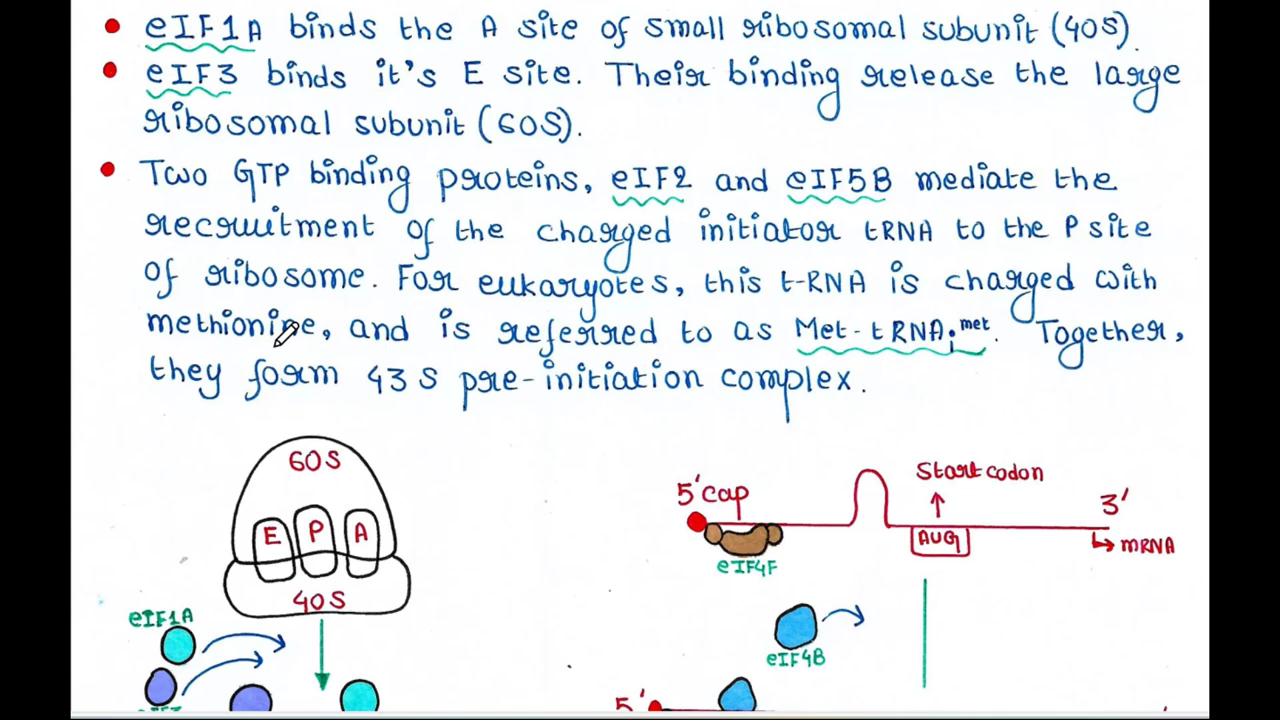 eIF1A binds the A site of small ribosomal subunit (40S).
eIF3 binds it's E site. Their binding release the large
ribosomal subunit (60S).
Two GTP binding proteins, eIF2 and eIF5B mediate the
recruitment of the charged initiator tRNA to the P site
of ribosome. For eukaryotes, this t-RNA is charged with
methionine, and is referred to as Met-tRNAiᵐᵉᵗ. Together,
they form 43S pre-initiation complex.
60S
E P A
40S
eIF1A
5' cap
Start codon
3'
AUG
mRNA
eIF4F
eIF4B
5'